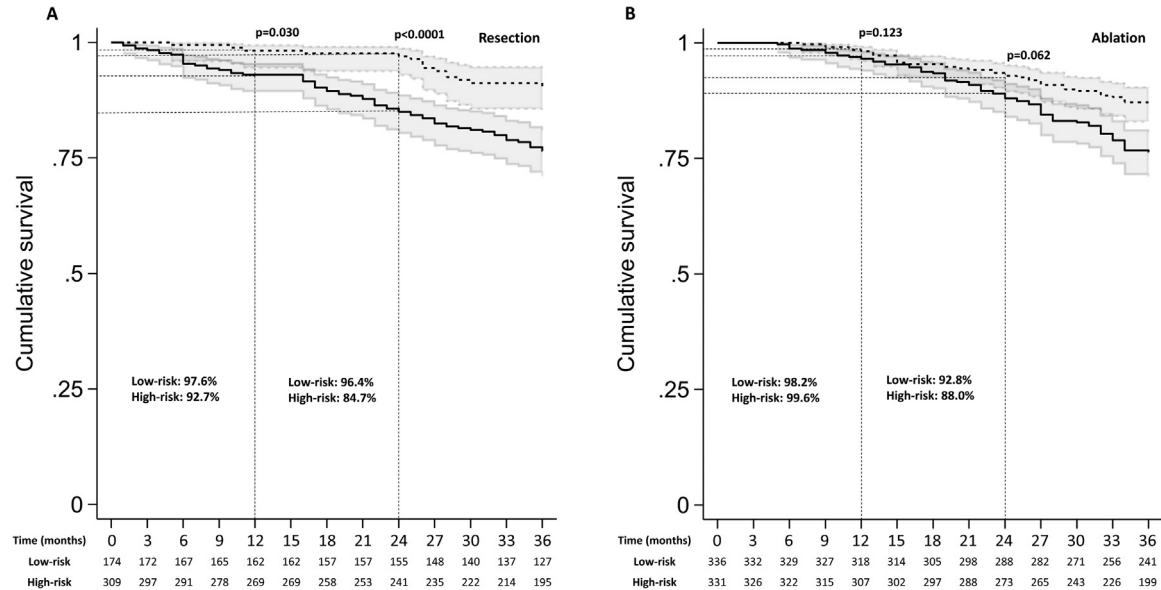 A
p=0.030
p<0.0001
Resection
1
.75
.5
.25
0
Cumulative survival
Low-risk: 97.6%
High-risk: 92.7%
Low-risk: 96.4%
High-risk: 84.7%
0 3 6 9 12 15 18 21 24 27 30 33 36
Time (months)
Low-risk 174 172 167 165 162 162 157 157 155 148 140 137 127
High-risk 309 297 291 278 269 269 258 253 241 235 222 214 195
B
p=0.123
p=0.062
Ablation
1
.75
.5
.25
0
Cumulative survival
Low-risk: 98.2%
High-risk: 99.6%
Low-risk: 92.8%
High-risk: 88.0%
0 3 6 9 12 15 18 21 24 27 30 33 36
Time (months)
Low-risk 336 332 329 327 318 314 305 298 288 282 271 256 241
High-risk 331 326 322 315 307 302 297 288 273 265 243 226 199